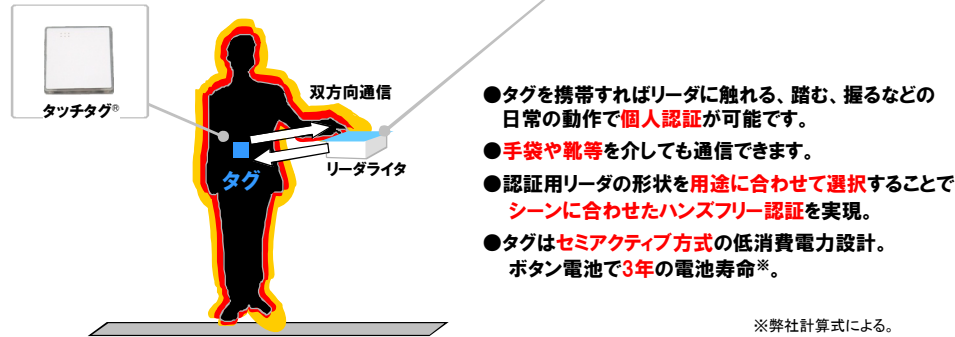 タッチタグ®
双方向通信
タグ
リーダライタ
●タグを携帯すればリーダに触れる、踏む、握るなどの
日常の動作で個人認証が可能です。
●手袋や靴等を介しても通信できます。
●認証用リーダの形状を用途に合わせて選択することで
シーンに合わせたハンズフリー認証を実現。
●タグはセミアクティブ方式の低消費電力設計。
ボタン電池で3年の電池寿命※。
※弊社計算式による。